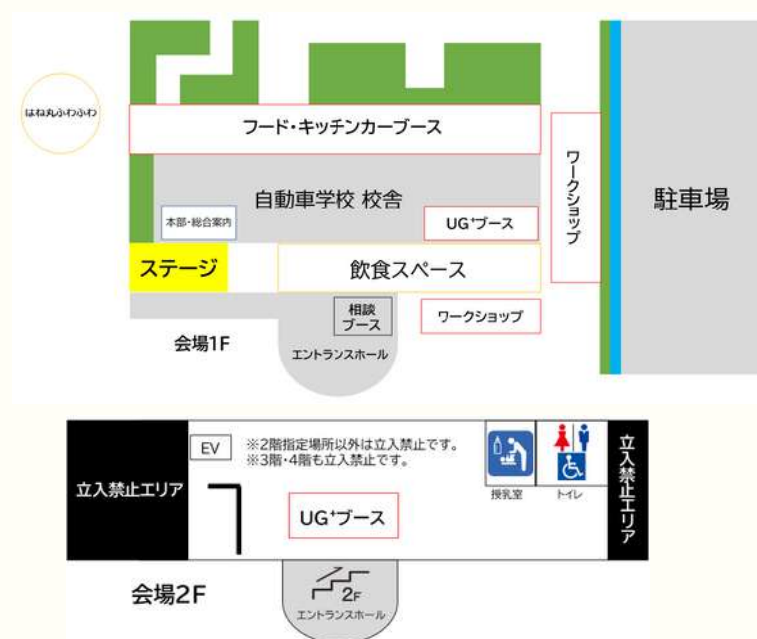 はね丸ふわふわ
フード・キッチンカーブース
ワークショップ
駐車場
自動車学校 校舎
本部・総合案内
UG⁺ブース
ステージ
飲食スペース
相談
ブース
ワークショップ
会場1F
エントランスホール
立入禁止エリア
EV
※2階指定場所以外は立入禁止です。
※3階・4階も立入禁止です。
授乳室
トイレ
立入禁止エリア
UG⁺ブース
会場2F
2F
エントランスホール